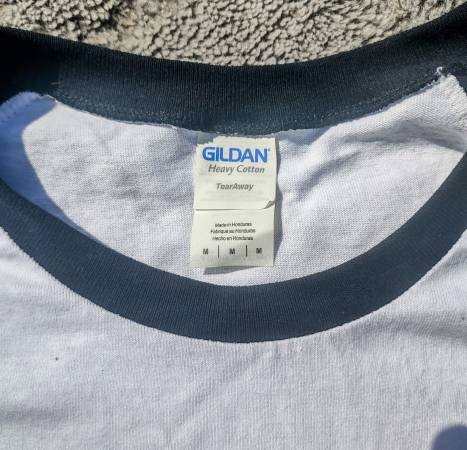 GILDAN®
Heavy Cotton
TearAway
Made in Honduras
Fabriqué au Honduras
Hecho en Honduras
M | M | M